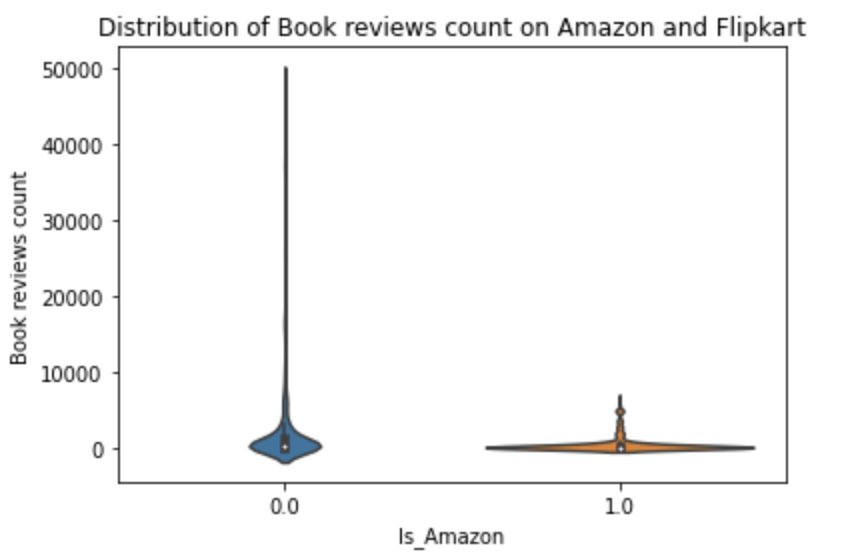 Distribution of Book reviews count on Amazon and Flipkart
50000
40000
30000
20000
10000
0
Book reviews count
0.0
1.0
Is_Amazon